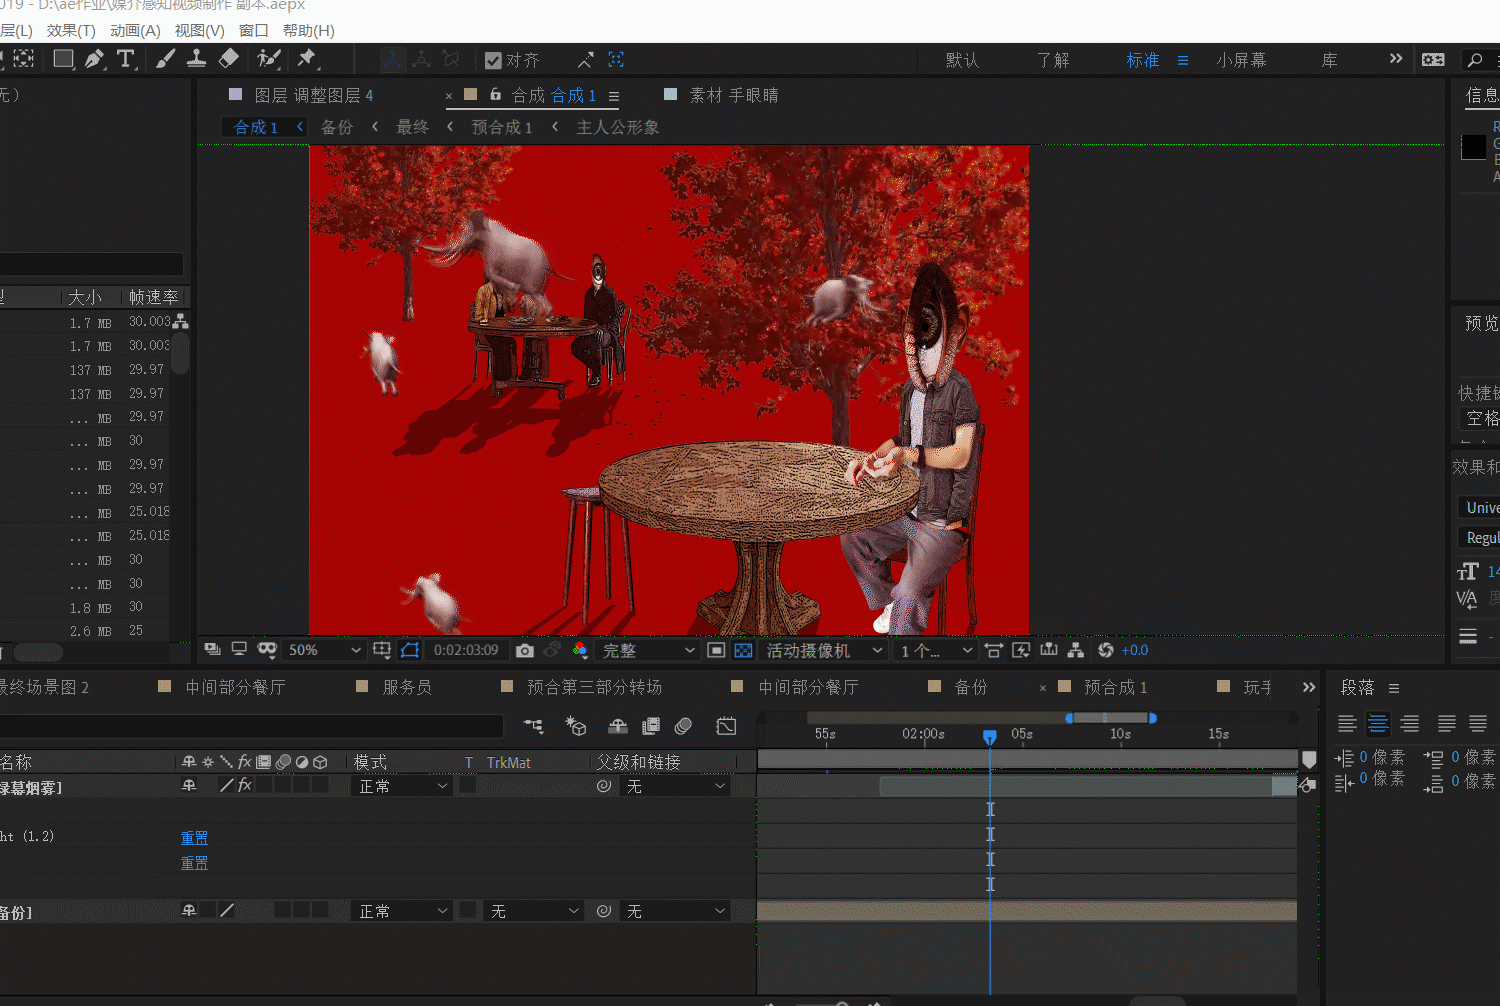 019 - D:\ae作业\媒介感知视频制作 副本.aepx
层(L) 效果(T) 动画(A) 视图(V) 窗口 帮助(H)
对齐 默认 了解 标准 小屏幕 库
无) 图层 调整图层 4 × 合成 合成 1 素材 手眼睛 信息
合成 1 备份 最终 预合成 1 主人公形象
R
G
A
大小 帧速率
1.7 MB 30.003
1.7 MB 30.003
137 MB 29.97
137 MB 29.97
... MB 29.97
... MB 30
... MB 29.97
... MB 29.97
... MB 25.018
... MB 25.018
... MB 30
... MB 30
1.8 MB 30
2.6 MB 25
预览
快捷键
空格
效果和
Unive
Regul
50% 0:02:03:09 完整 活动摄像机 1 个... +0.0
最终场景图 2 中间部分餐厅 服务员 预合第三部分转场 中间部分餐厅 备份 × 预合成 1 玩手 段落
55s 02:00s 05s 10s 15s
名称 fx 模式 T TrkMat 父级和链接
绿幕烟雾] fx 正常 无
ht (1.2) 重置
重置
备份] 正常 无 无
0 像素 0 像素
0 像素 0 像素